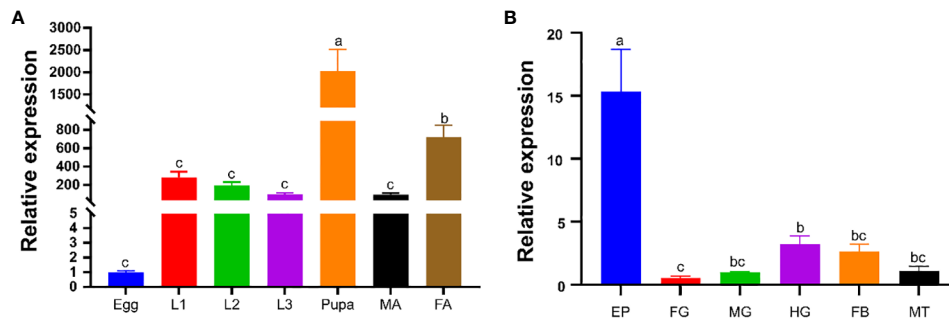 A
Relative expression
3000
2500
2000
1500
800
600
400
200
5
4
3
2
1
0
c
c
c
c
a
c
b
Egg L1 L2 L3 Pupa MA FA
B
Relative expression
20
15
10
5
0
a
c
bc
b
bc
bc
EP FG MG HG FB MT